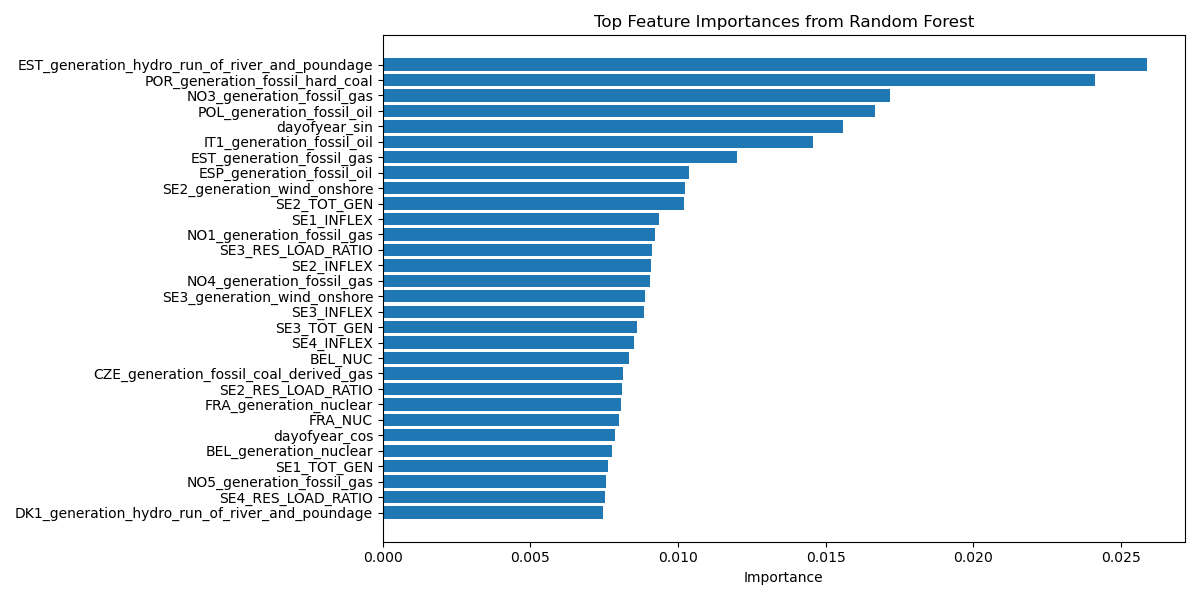 Top Feature Importances from Random Forest
EST_generation_hydro_run_of_river_and_poundage
POR_generation_fossil_hard_coal
NO3_generation_fossil_gas
POL_generation_fossil_oil
dayofyear_sin
IT1_generation_fossil_oil
EST_generation_fossil_gas
ESP_generation_fossil_oil
SE2_generation_wind_onshore
SE2_TOT_GEN
SE1_INFLEX
NO1_generation_fossil_gas
SE3_RES_LOAD_RATIO
SE2_INFLEX
NO4_generation_fossil_gas
SE3_generation_wind_onshore
SE3_INFLEX
SE3_TOT_GEN
SE4_INFLEX
BEL_NUC
CZE_generation_fossil_coal_derived_gas
SE2_RES_LOAD_RATIO
FRA_generation_nuclear
FRA_NUC
dayofyear_cos
BEL_generation_nuclear
SE1_TOT_GEN
NO5_generation_fossil_gas
SE4_RES_LOAD_RATIO
DK1_generation_hydro_run_of_river_and_poundage
0.000 0.005 0.010 0.015 0.020 0.025
Importance